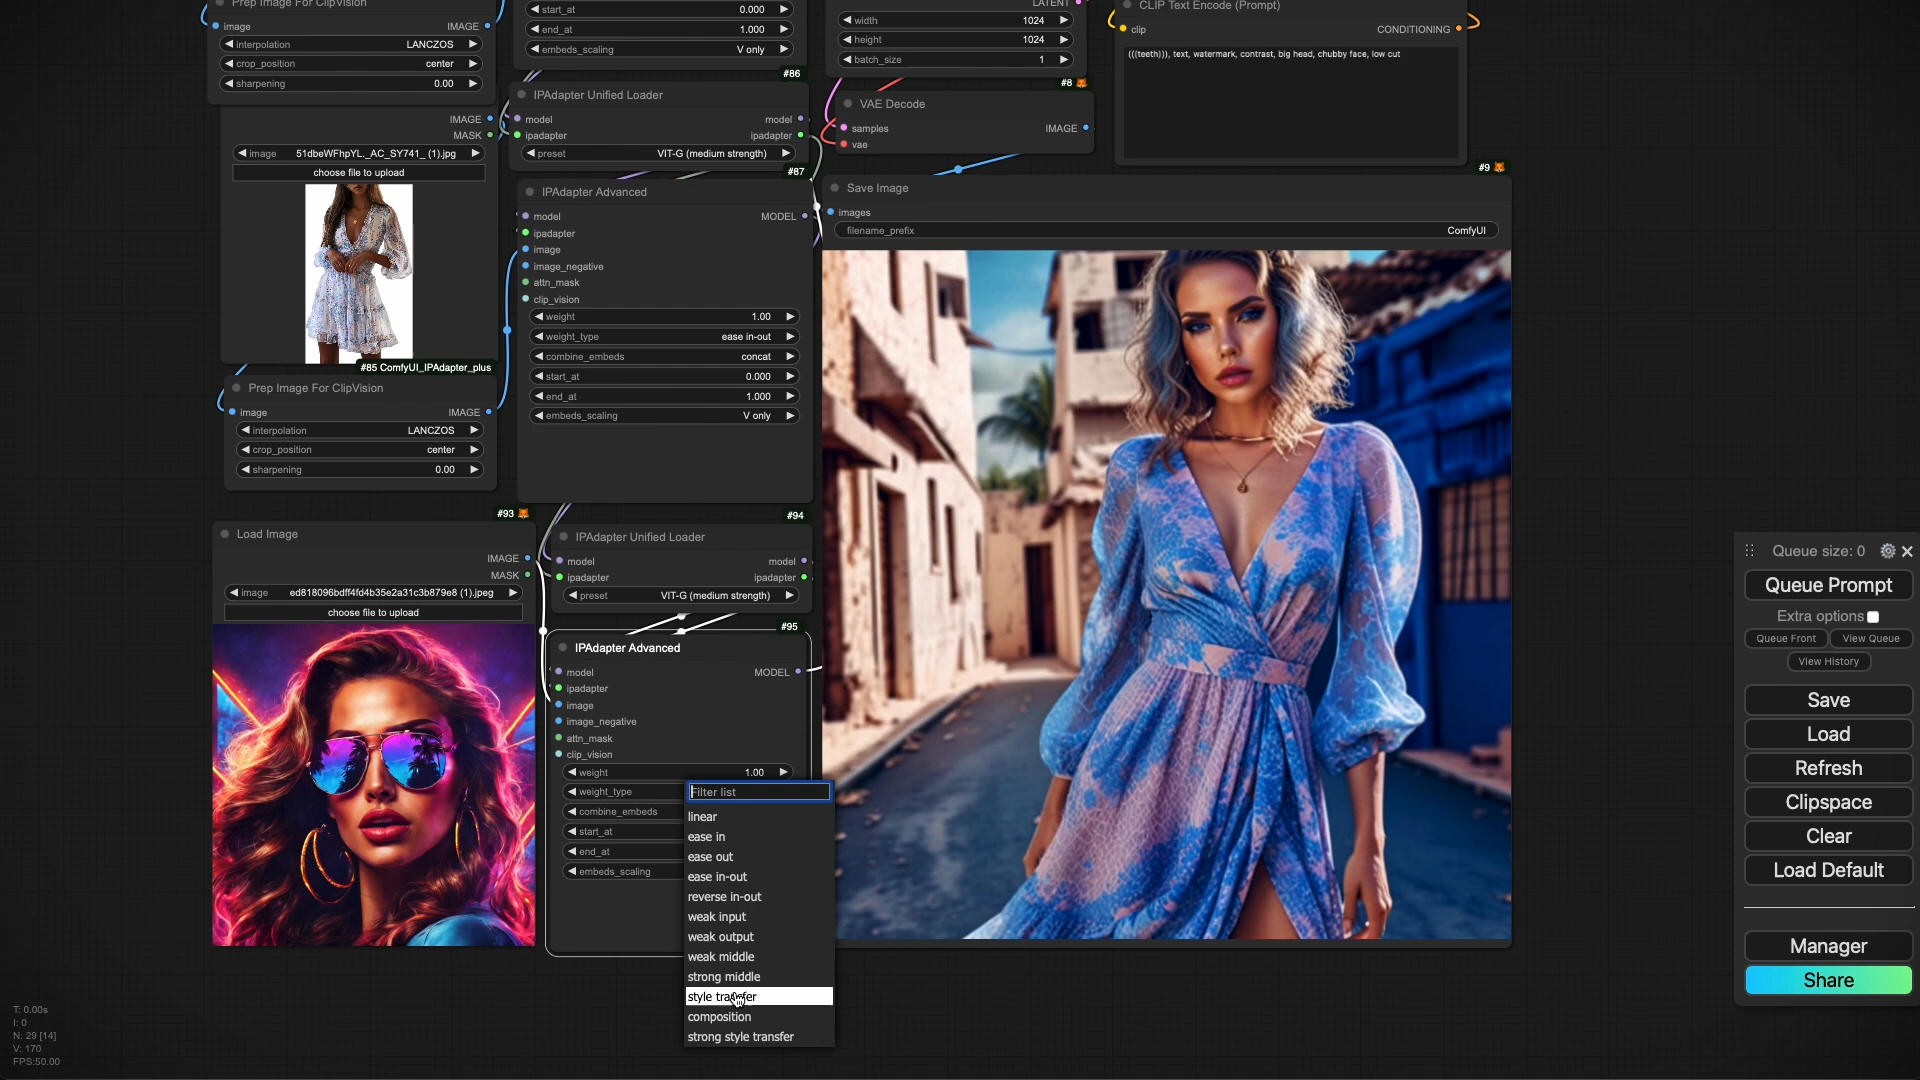 Prep Image For ClipVision
image IMAGE
interpolation LANCZOS
crop_position center
sharpening 0.00
IMAGE
MASK
image 51dbeWFhpYL._AC_SY741_ (1).jpg
choose file to upload
#85 ComfyUI_IPAdapter_plus
Prep Image For ClipVision
image IMAGE
interpolation LANCZOS
crop_position center
sharpening 0.00
#93
Load Image
IMAGE
MASK
image ed818096bdff4fd4b35e2a31c3b879e8 (1).jpeg
choose file to upload
start_at 0.000
end_at 1.000
embeds_scaling V only
#86
IPAdapter Unified Loader
model model
ipadapter ipadapter
preset VIT-G (medium strength)
#87
IPAdapter Advanced
model MODEL
ipadapter
image
image_negative
attn_mask
clip_vision
weight 1.00
weight_type ease in-out
combine_embeds concat
start_at 0.000
end_at 1.000
embeds_scaling V only
#94
IPAdapter Unified Loader
model model
ipadapter ipadapter
preset VIT-G (medium strength)
#95
IPAdapter Advanced
model MODEL
ipadapter
image
image_negative
attn_mask
clip_vision
weight 1.00
weight_type
combine_embeds
start_at
end_at
embeds_scaling
Filter list
linear
ease in
ease out
ease in-out
reverse in-out
weak input
weak output
weak middle
strong middle
style transfer
composition
strong style transfer
LATENT
width 1024
height 1024
batch_size 1
#8
VAE Decode
samples IMAGE
vae
CLIP Text Encode (Prompt)
clip CONDITIONING
(((teeth))), text, watermark, contrast, big head, chubby face, low cut
#9
Save Image
images
filename_prefix ComfyUI
Queue size: 0
Queue Prompt
Extra options
Queue Front View Queue
View History
Save
Load
Refresh
Clipspace
Clear
Load Default
Manager
Share
T: 0.00s
I: 0
N: 29 [14]
V: 170
FPS:50.00